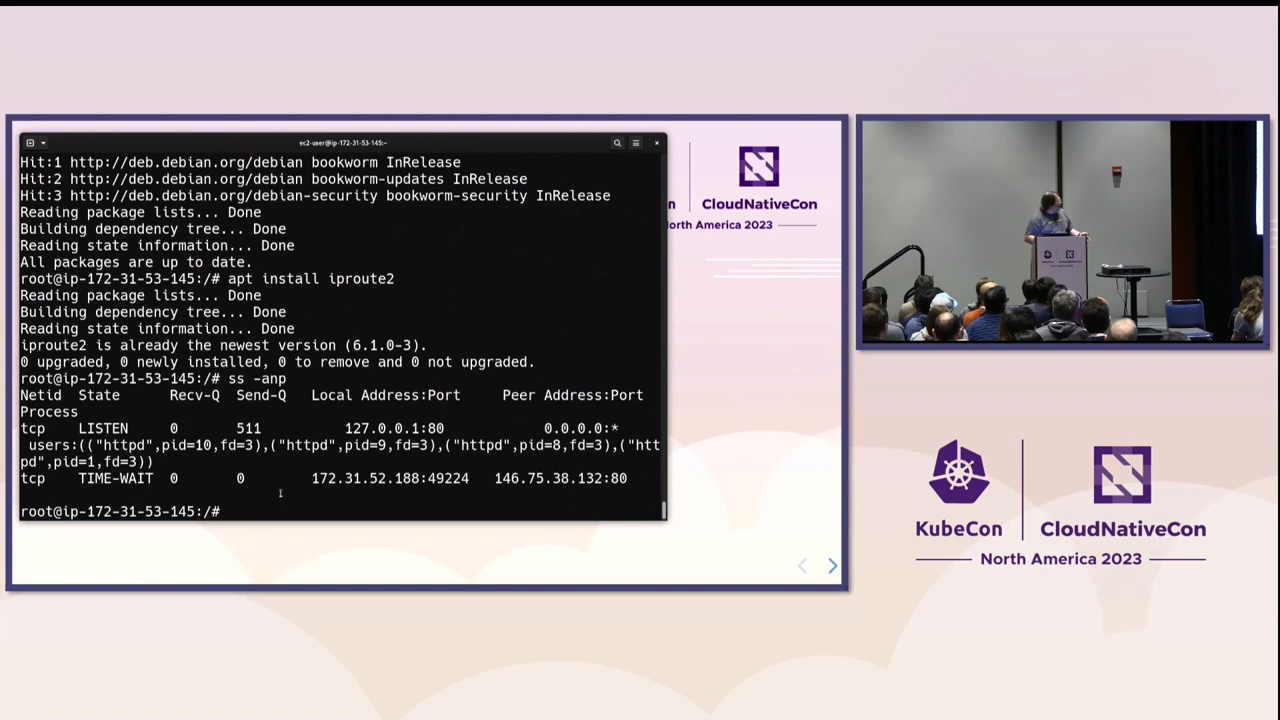 ec2-user@ip-172-31-53-145:~
Hit:1 http://deb.debian.org/debian bookworm InRelease
Hit:2 http://deb.debian.org/debian bookworm-updates InRelease
Hit:3 http://deb.debian.org/debian-security bookworm-security InRelease
Reading package lists... Done
Building dependency tree... Done
Reading state information... Done
All packages are up to date.
root@ip-172-31-53-145:/# apt install iproute2
Reading package lists... Done
Building dependency tree... Done
Reading state information... Done
iproute2 is already the newest version (6.1.0-3).
0 upgraded, 0 newly installed, 0 to remove and 0 not upgraded.
root@ip-172-31-53-145:/# ss -anp
Netid State Recv-Q Send-Q Local Address:Port Peer Address:Port
Process
tcp LISTEN 0 511 127.0.0.1:80 0.0.0.0:*
users:(("httpd",pid=10,fd=3),("httpd",pid=9,fd=3),("httpd",pid=8,fd=3),("htt
pd",pid=1,fd=3))
tcp TIME-WAIT 0 0 172.31.52.188:49224 146.75.38.132:80
root@ip-172-31-53-145:/#
n CloudNativeCon
orth America 2023
KubeCon CloudNativeCon
North America 2023